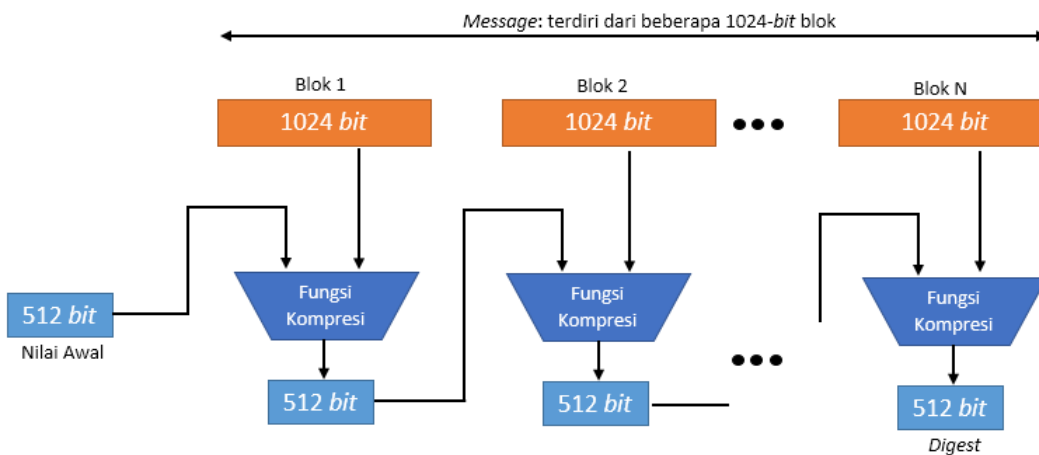 Message: terdiri dari beberapa 1024-bit blok
Blok 1
Blok 2
Blok N
1024 bit
1024 bit
1024 bit
Fungsi
Kompresi
Fungsi
Kompresi
Fungsi
Kompresi
512 bit
Nilai Awal
512 bit
512 bit
512 bit
Digest